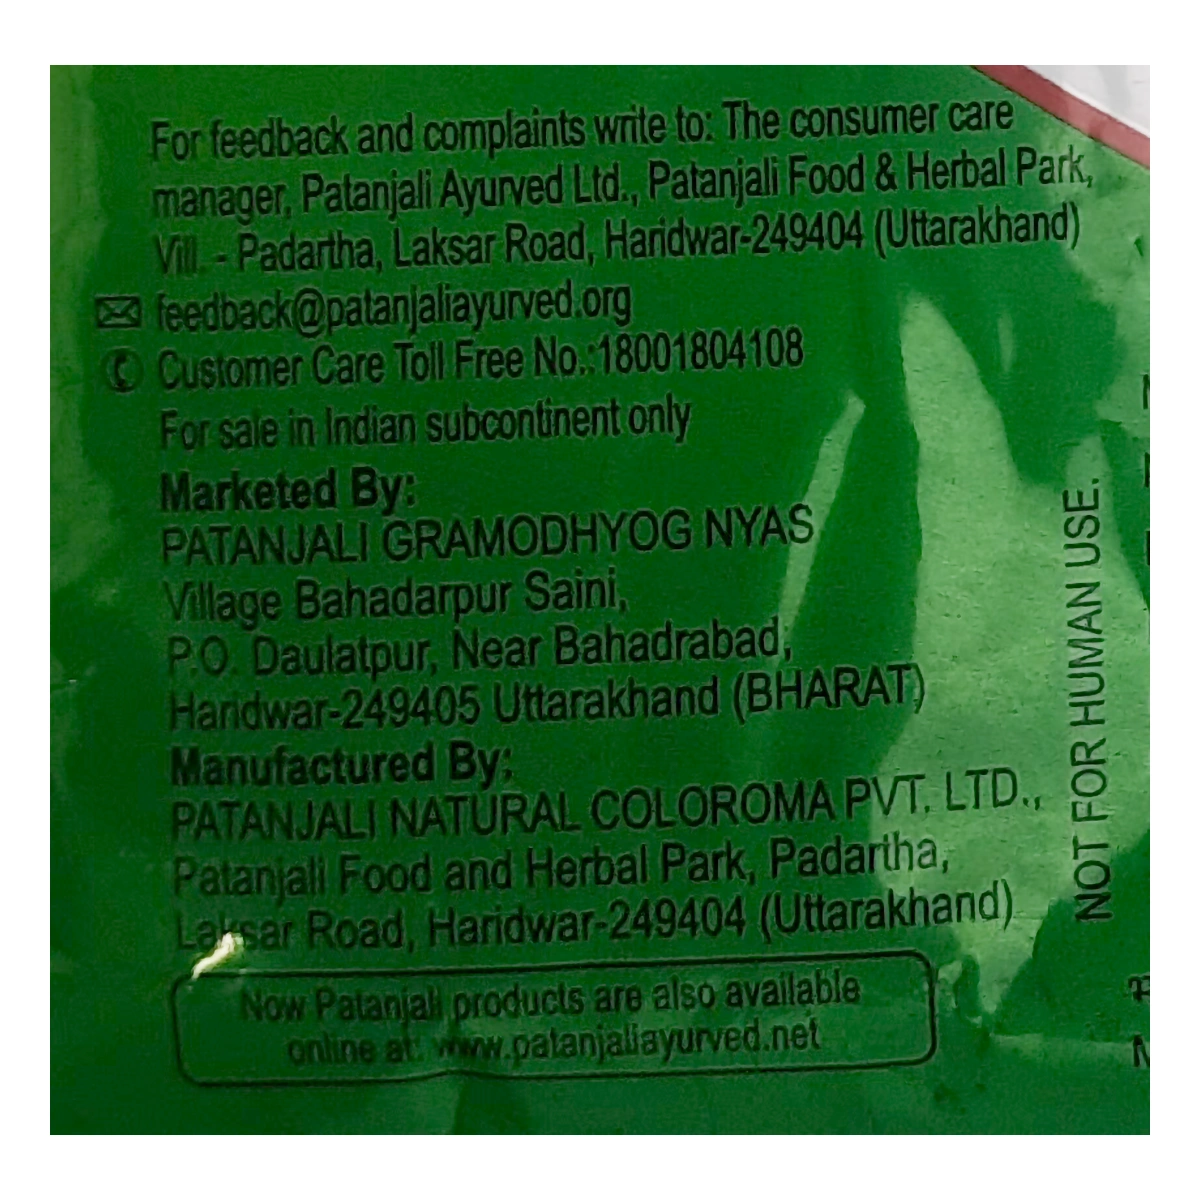 For feedback and complaints write to: The consumer care
manager, Patanjali Ayurved Ltd., Patanjali Food & Herbal Park,
Vill. - Padartha, Laksar Road, Haridwar-249404 (Uttarakhand)
feedback@patanjaliayurved.org
Customer Care Toll Free No.:18001804108
For sale in Indian subcontinent only
Marketed By:
PATANJALI GRAMODHYOG NYAS
Village Bahadarpur Saini,
P.O. Daulatpur, Near Bahadrabad,
Haridwar-249405 Uttarakhand (BHARAT)
Manufactured By:
PATANJALI NATURAL COLOROMA PVT. LTD.,
Patanjali Food and Herbal Park, Padartha,
Laksar Road, Haridwar-249404 (Uttarakhand)
Now Patanjali products are also available
online at: www.patanjaliayurved.net
NOT FOR HUMAN USE.